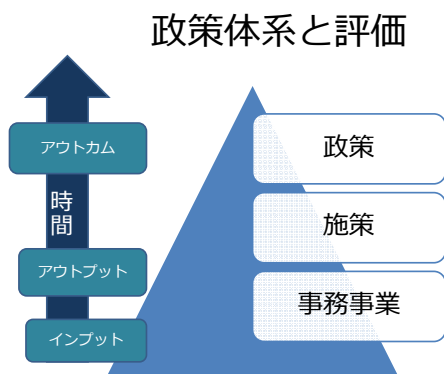 政策体系と評価
アウトカム
時間
アウトプット
インプット
政策
施策
事務事業